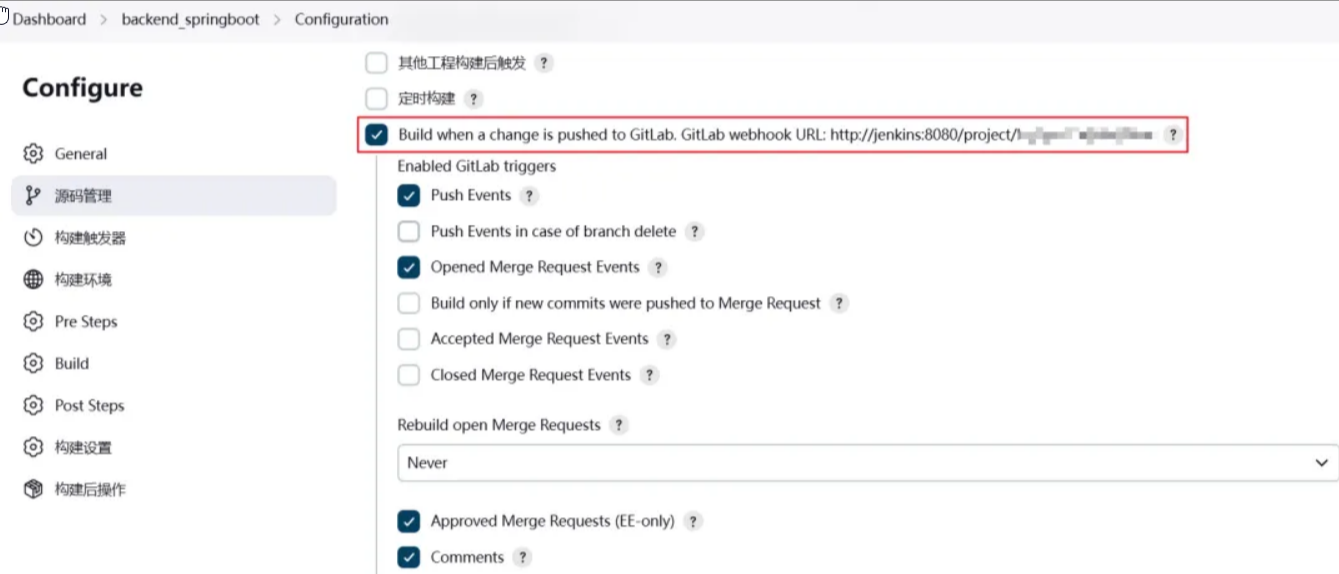 Dashboard > backend_springboot > Configuration
Configure
General
源码管理
构建触发器
构建环境
Pre Steps
Build
Post Steps
构建设置
构建后操作
其他工程构建后触发 ?
定时构建 ?
Build when a change is pushed to GitLab. GitLab webhook URL: http://jenkins:8080/project/ ?
Enabled GitLab triggers
Push Events ?
Push Events in case of branch delete ?
Opened Merge Request Events ?
Build only if new commits were pushed to Merge Request ?
Accepted Merge Request Events ?
Closed Merge Request Events ?
Rebuild open Merge Requests ?
Never
Approved Merge Requests (EE-only) ?
Comments ?